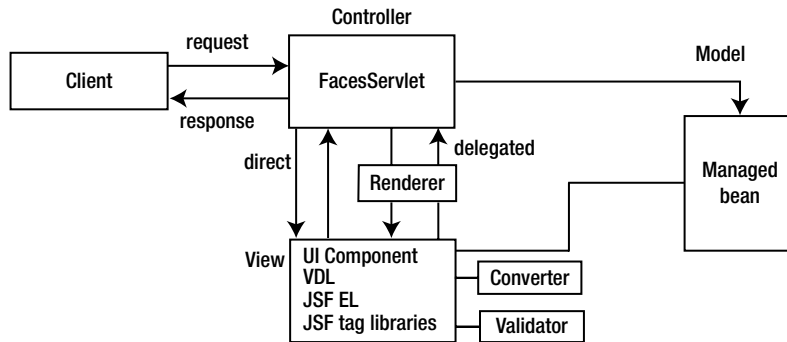 Controller
request
Model
Client
FacesServlet
response
direct
delegated
Renderer
Managed
bean
View
UI Component
VDL
JSF EL
JSF tag libraries
Converter
Validator